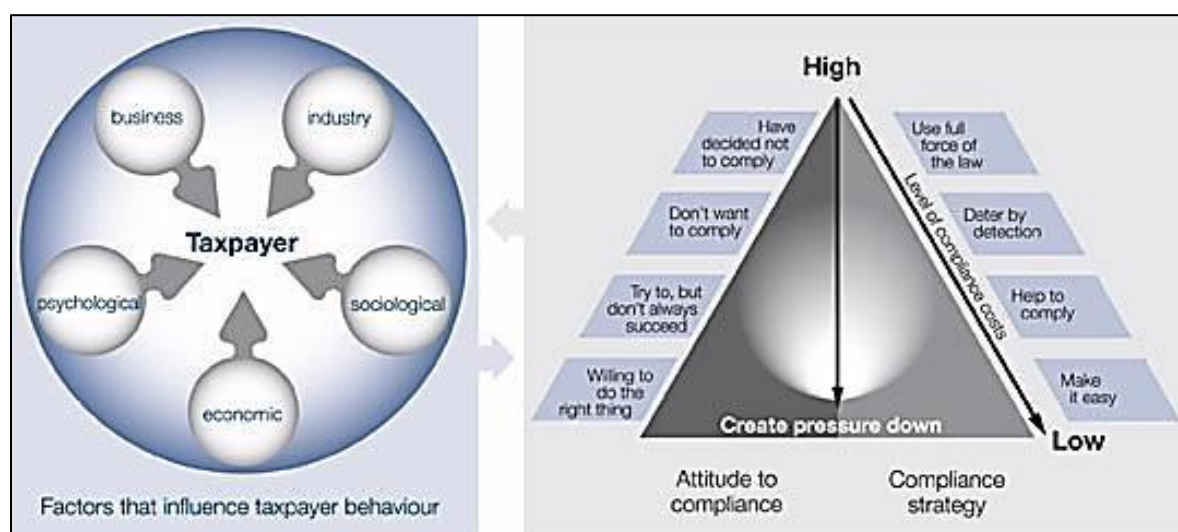 business
industry
Taxpayer
psychological
sociological
economic
Factors that influence taxpayer behaviour
High
Have
decided not
to comply
Use full
force of
the law
Don't want
to comply
Deter by
detection
Try to, but
don't always
succeed
Help to
comply
Willing to
do the
right thing
Make
it easy
Level of compliance costs
Create pressure down
Low
Attitude to
compliance
Compliance
strategy